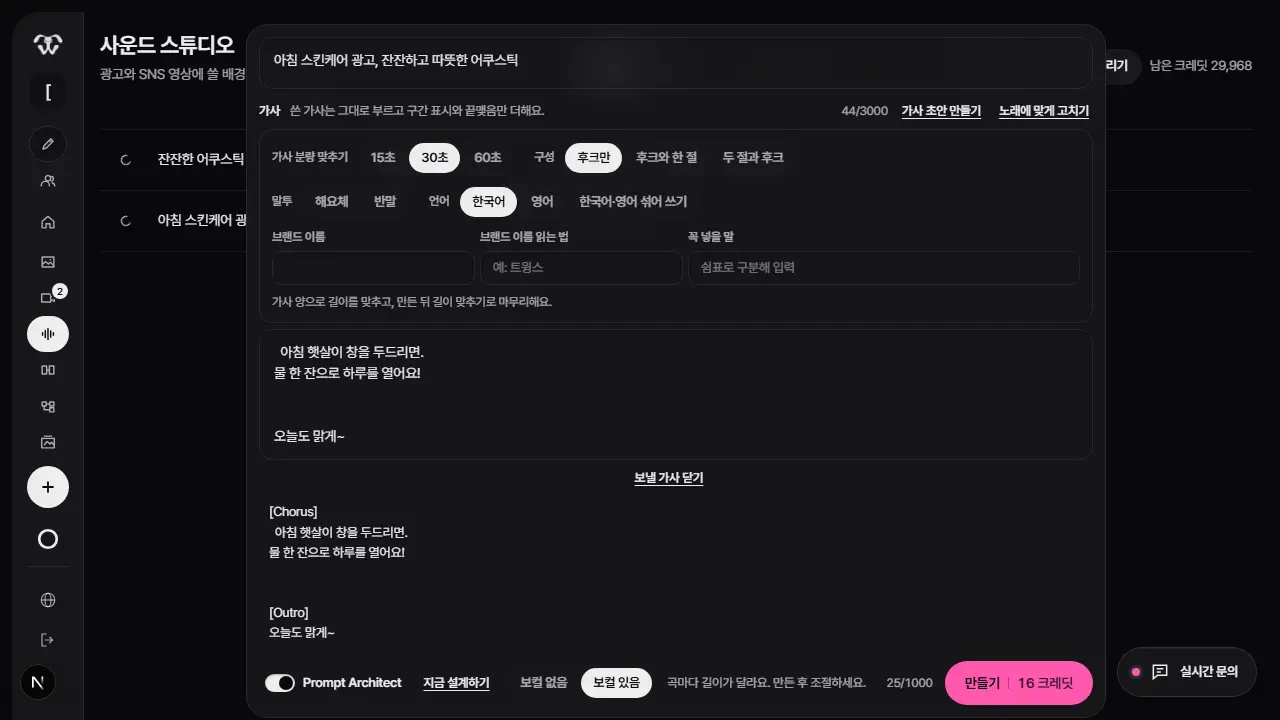 사운드 스튜디오
광고와 SNS 영상에 쓸 배경
리기
남은 크레딧 29,968
[
2
잔잔한 어쿠스틱
아침 스킨케어 광
아침 스킨케어 광고, 잔잔하고 따뜻한 어쿠스틱
가사 쓴 가사는 그대로 부르고 구간 표시와 끝맺음만 더해요. 44/3000 가사 초안 만들기 노래에 맞게 고치기
가사 분량 맞추기 15초 30초 60초 구성 후크만 후크와 한 절 두 절과 후크
말투 해요체 반말 언어 한국어 영어 한국어·영어 섞어 쓰기
브랜드 이름 브랜드 이름 읽는 법 꼭 넣을 말
예: 트윙스 쉼표로 구분해 입력
가사 양으로 길이를 맞추고, 만든 뒤 길이 맞추기로 마무리해요.
아침 햇살이 창을 두드리면.
물 한 잔으로 하루를 열어요!
오늘도 맑게~
보낼 가사 닫기
[Chorus]
아침 햇살이 창을 두드리면.
물 한 잔으로 하루를 열어요!
[Outro]
오늘도 맑게~
Prompt Architect 지금 설계하기 보컬 없음 보컬 있음 곡마다 길이가 달라요. 만든 후 조절하세요. 25/1000 만들기 16 크레딧
실시간 문의
N